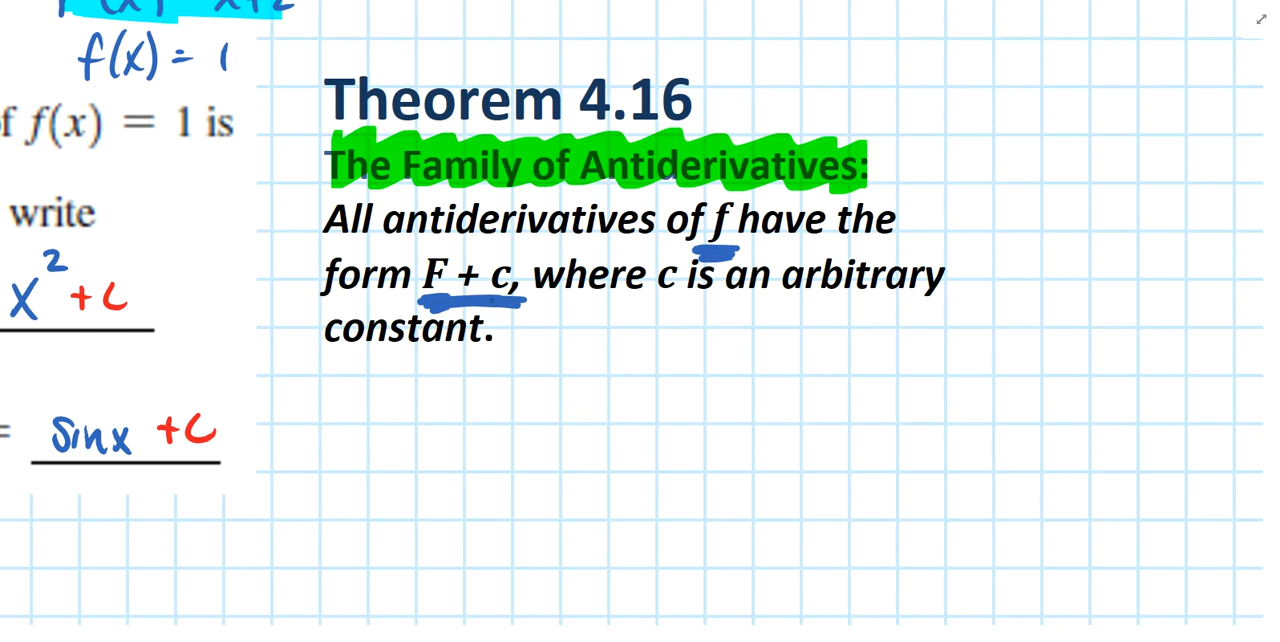 f(x) = 1
f f(x) = 1 is
write
x² + c
= sinx + c
Theorem 4.16
The Family of Antiderivatives:
All antiderivatives of f have the
form F + c, where c is an arbitrary
constant.